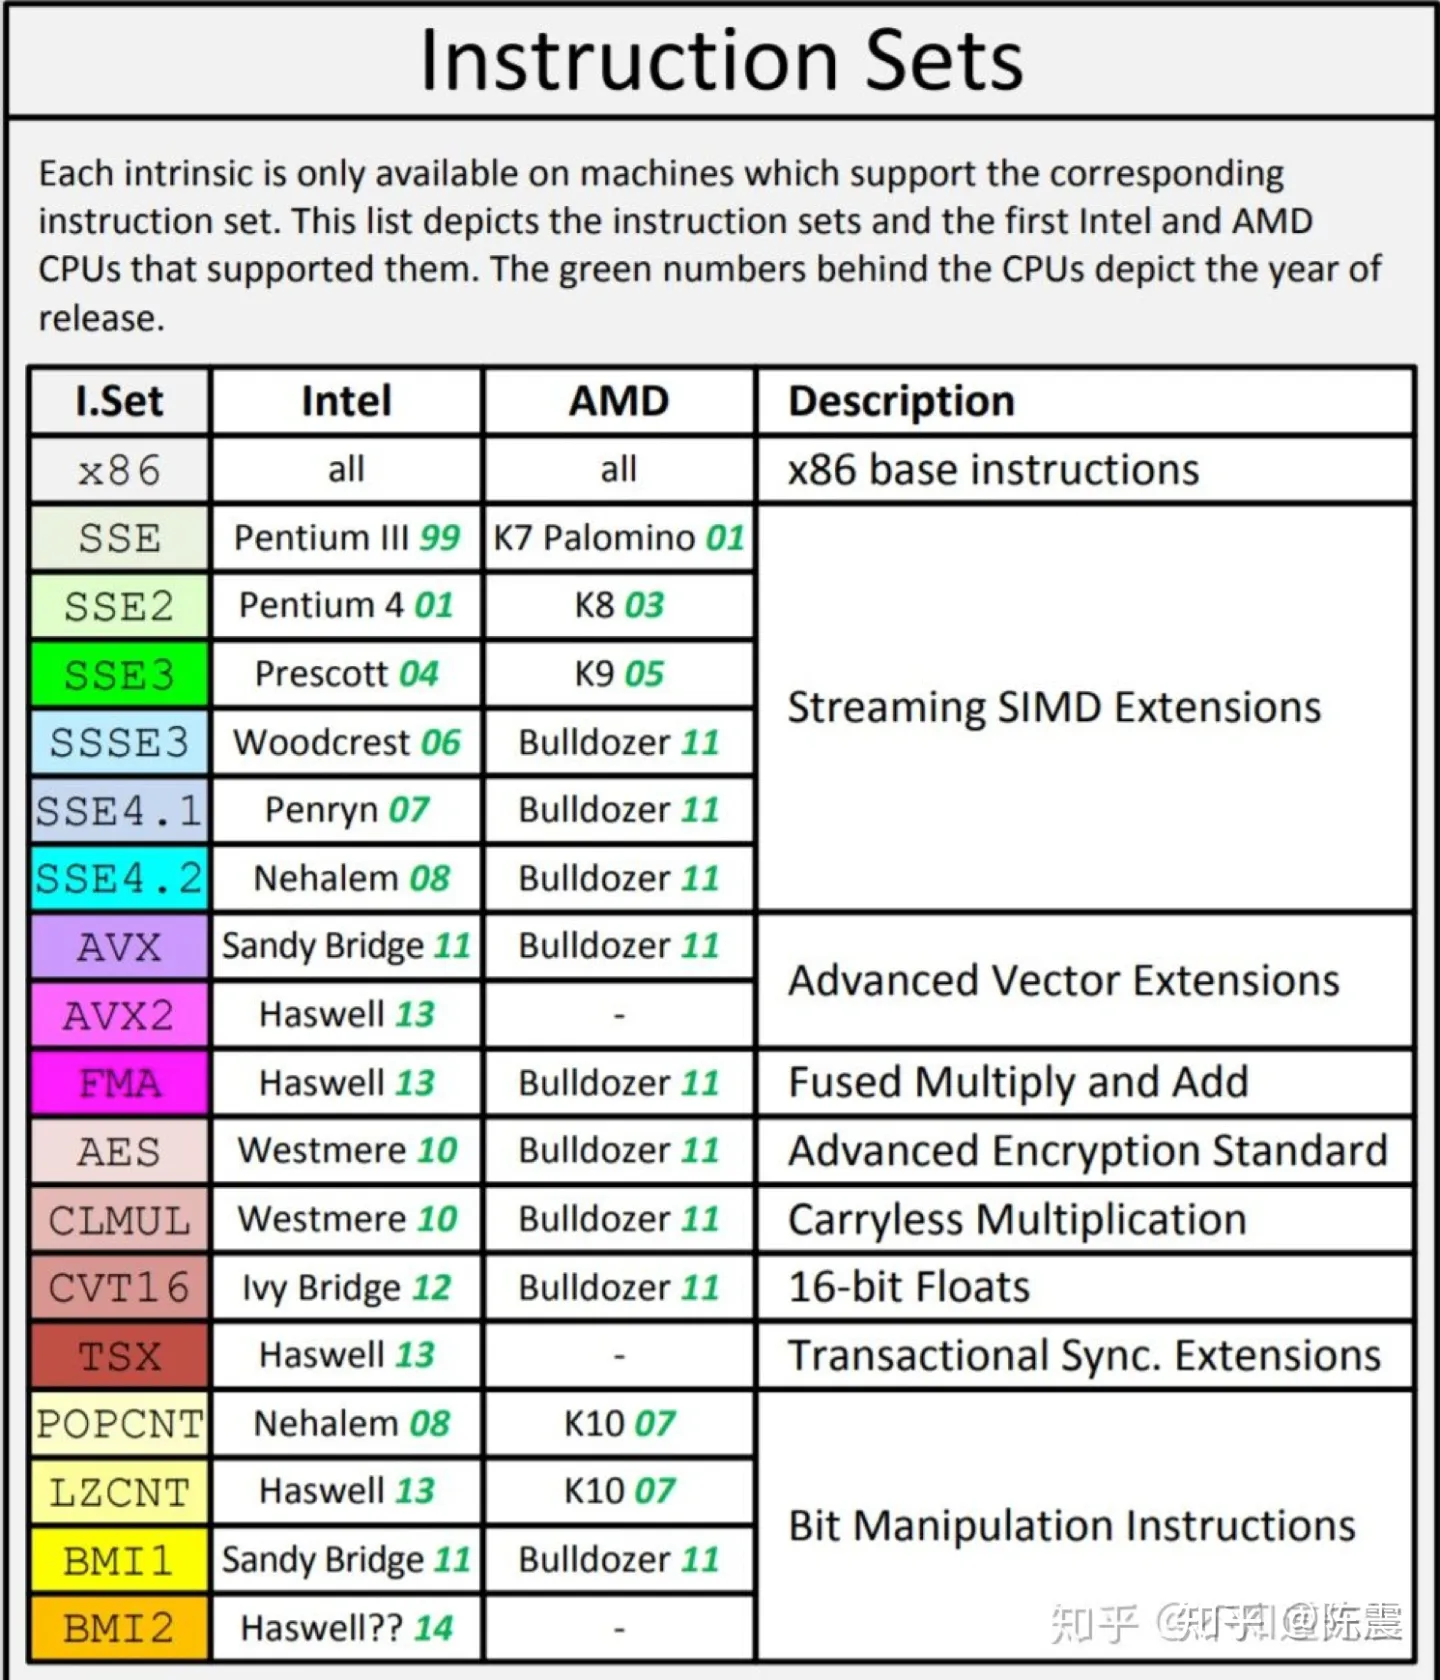 Instruction Sets
Each intrinsic is only available on machines which support the corresponding
instruction set. This list depicts the instruction sets and the first Intel and AMD
CPUs that supported them. The green numbers behind the CPUs depict the year of
release.
I.Set Intel AMD Description
x86 all all x86 base instructions
SSE Pentium III 99 K7 Palomino 01
SSE2 Pentium 4 01 K8 03
SSE3 Prescott 04 K9 05
Streaming SIMD Extensions
SSSE3 Woodcrest 06 Bulldozer 11
SSE4.1 Penryn 07 Bulldozer 11
SSE4.2 Nehalem 08 Bulldozer 11
AVX Sandy Bridge 11 Bulldozer 11
Advanced Vector Extensions
AVX2 Haswell 13 -
FMA Haswell 13 Bulldozer 11 Fused Multiply and Add
AES Westmere 10 Bulldozer 11 Advanced Encryption Standard
CLMUL Westmere 10 Bulldozer 11 Carryless Multiplication
CVT16 Ivy Bridge 12 Bulldozer 11 16-bit Floats
TSX Haswell 13 - Transactional Sync. Extensions
POPCNT Nehalem 08 K10 07
LZCNT Haswell 13 K10 07
Bit Manipulation Instructions
BMI1 Sandy Bridge 11 Bulldozer 11
BMI2 Haswell?? 14 -
知乎 @知乎 @陈震